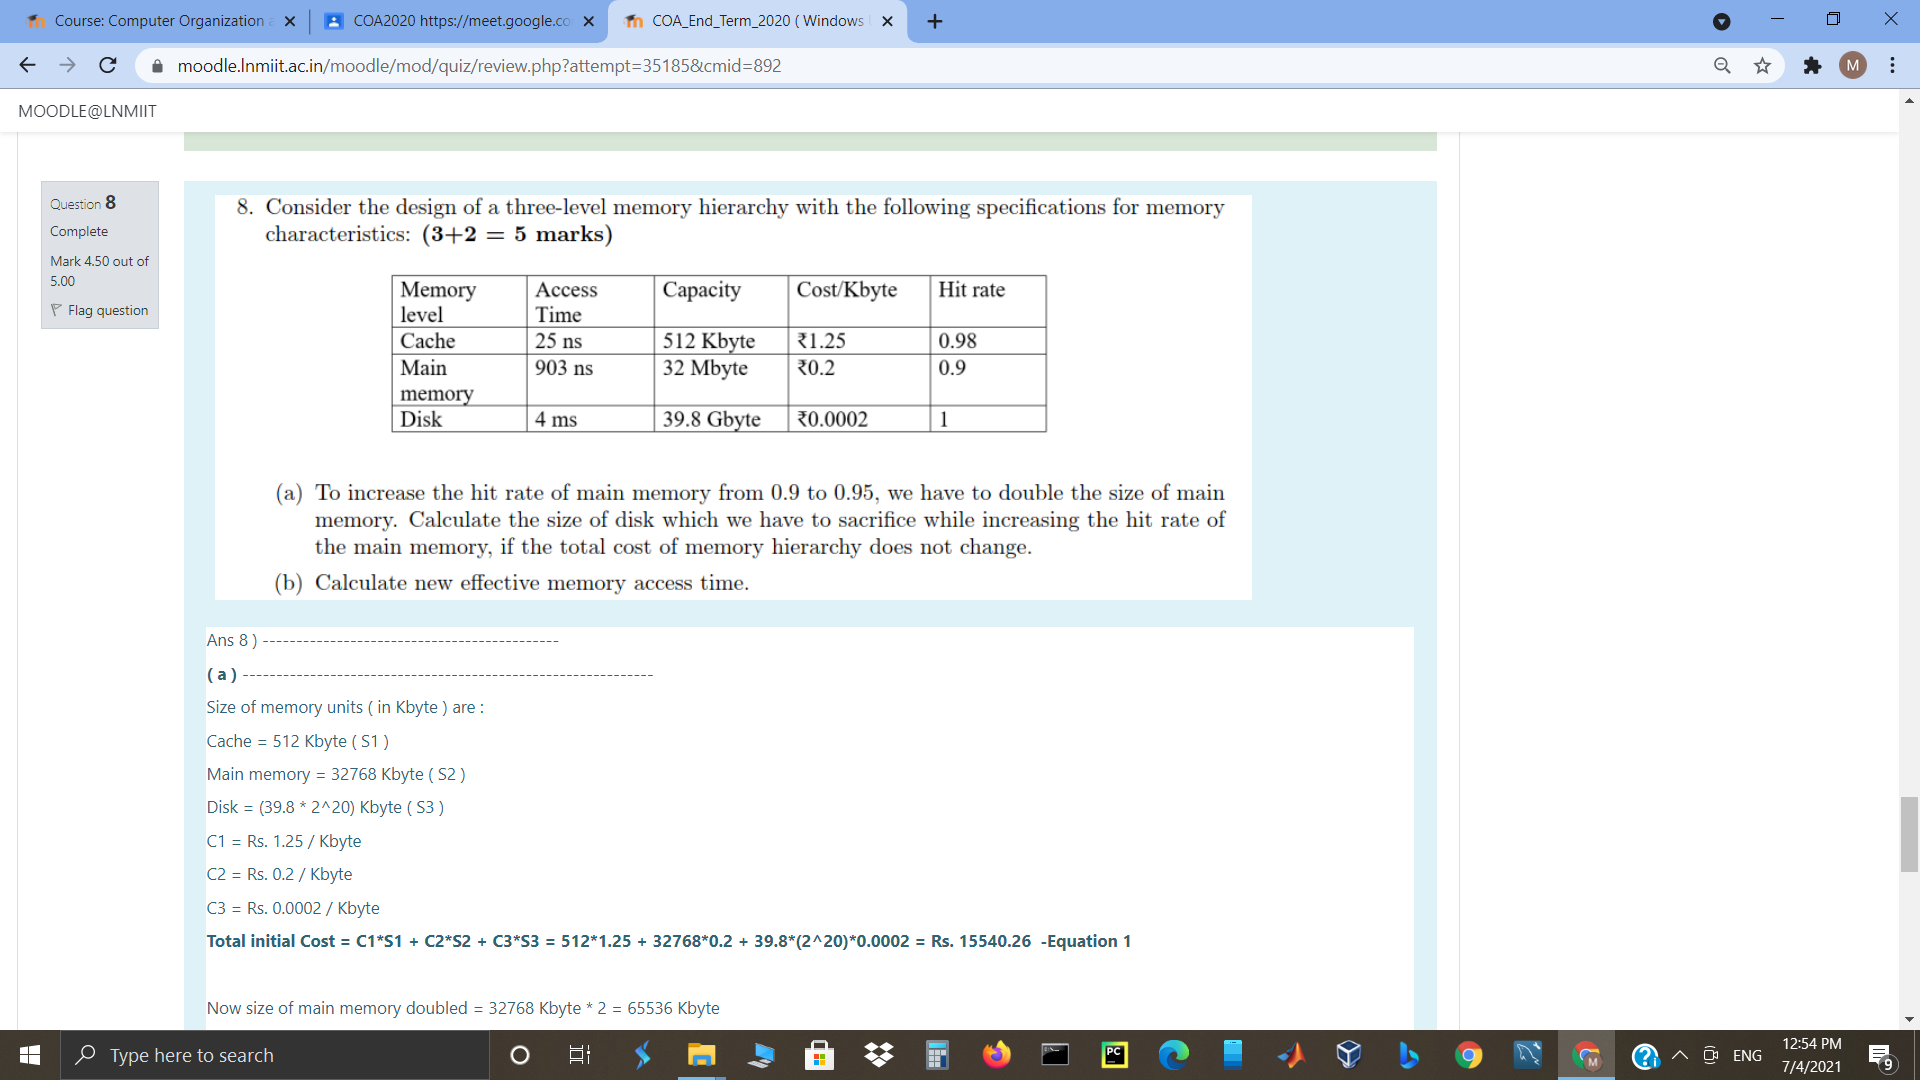 Course: Computer Organization a
COA2020 https://meet.google.co
COA_End_Term_2020 ( Windows
moodle.lnmiit.ac.in/moodle/mod/quiz/review.php?attempt=35185&cmid=892
M
MOODLE@LNMIIT
Question 8
Complete
Mark 4.50 out of
5.00
Flag question
8. Consider the design of a three-level memory hierarchy with the following specifications for memory
characteristics: (3+2 = 5 marks)
Memory level Access Time Capacity Cost/Kbyte Hit rate
Cache 25 ns 512 Kbyte ₹1.25 0.98
Main memory 903 ns 32 Mbyte ₹0.2 0.9
Disk 4 ms 39.8 Gbyte ₹0.0002 1
(a) To increase the hit rate of main memory from 0.9 to 0.95, we have to double the size of main
memory. Calculate the size of disk which we have to sacrifice while increasing the hit rate of
the main memory, if the total cost of memory hierarchy does not change.
(b) Calculate new effective memory access time.
Ans 8 ) --------------------------------------------
( a ) -------------------------------------------------------------
Size of memory units ( in Kbyte ) are :
Cache = 512 Kbyte ( S1 )
Main memory = 32768 Kbyte ( S2 )
Disk = (39.8 * 2^20) Kbyte ( S3 )
C1 = Rs. 1.25 / Kbyte
C2 = Rs. 0.2 / Kbyte
C3 = Rs. 0.0002 / Kbyte
Total initial Cost = C1*S1 + C2*S2 + C3*S3 = 512*1.25 + 32768*0.2 + 39.8*(2^20)*0.0002 = Rs. 15540.26 -Equation 1
Now size of main memory doubled = 32768 Kbyte * 2 = 65536 Kbyte
Type here to search
PC
M
ENG
12:54 PM
7/4/2021
9